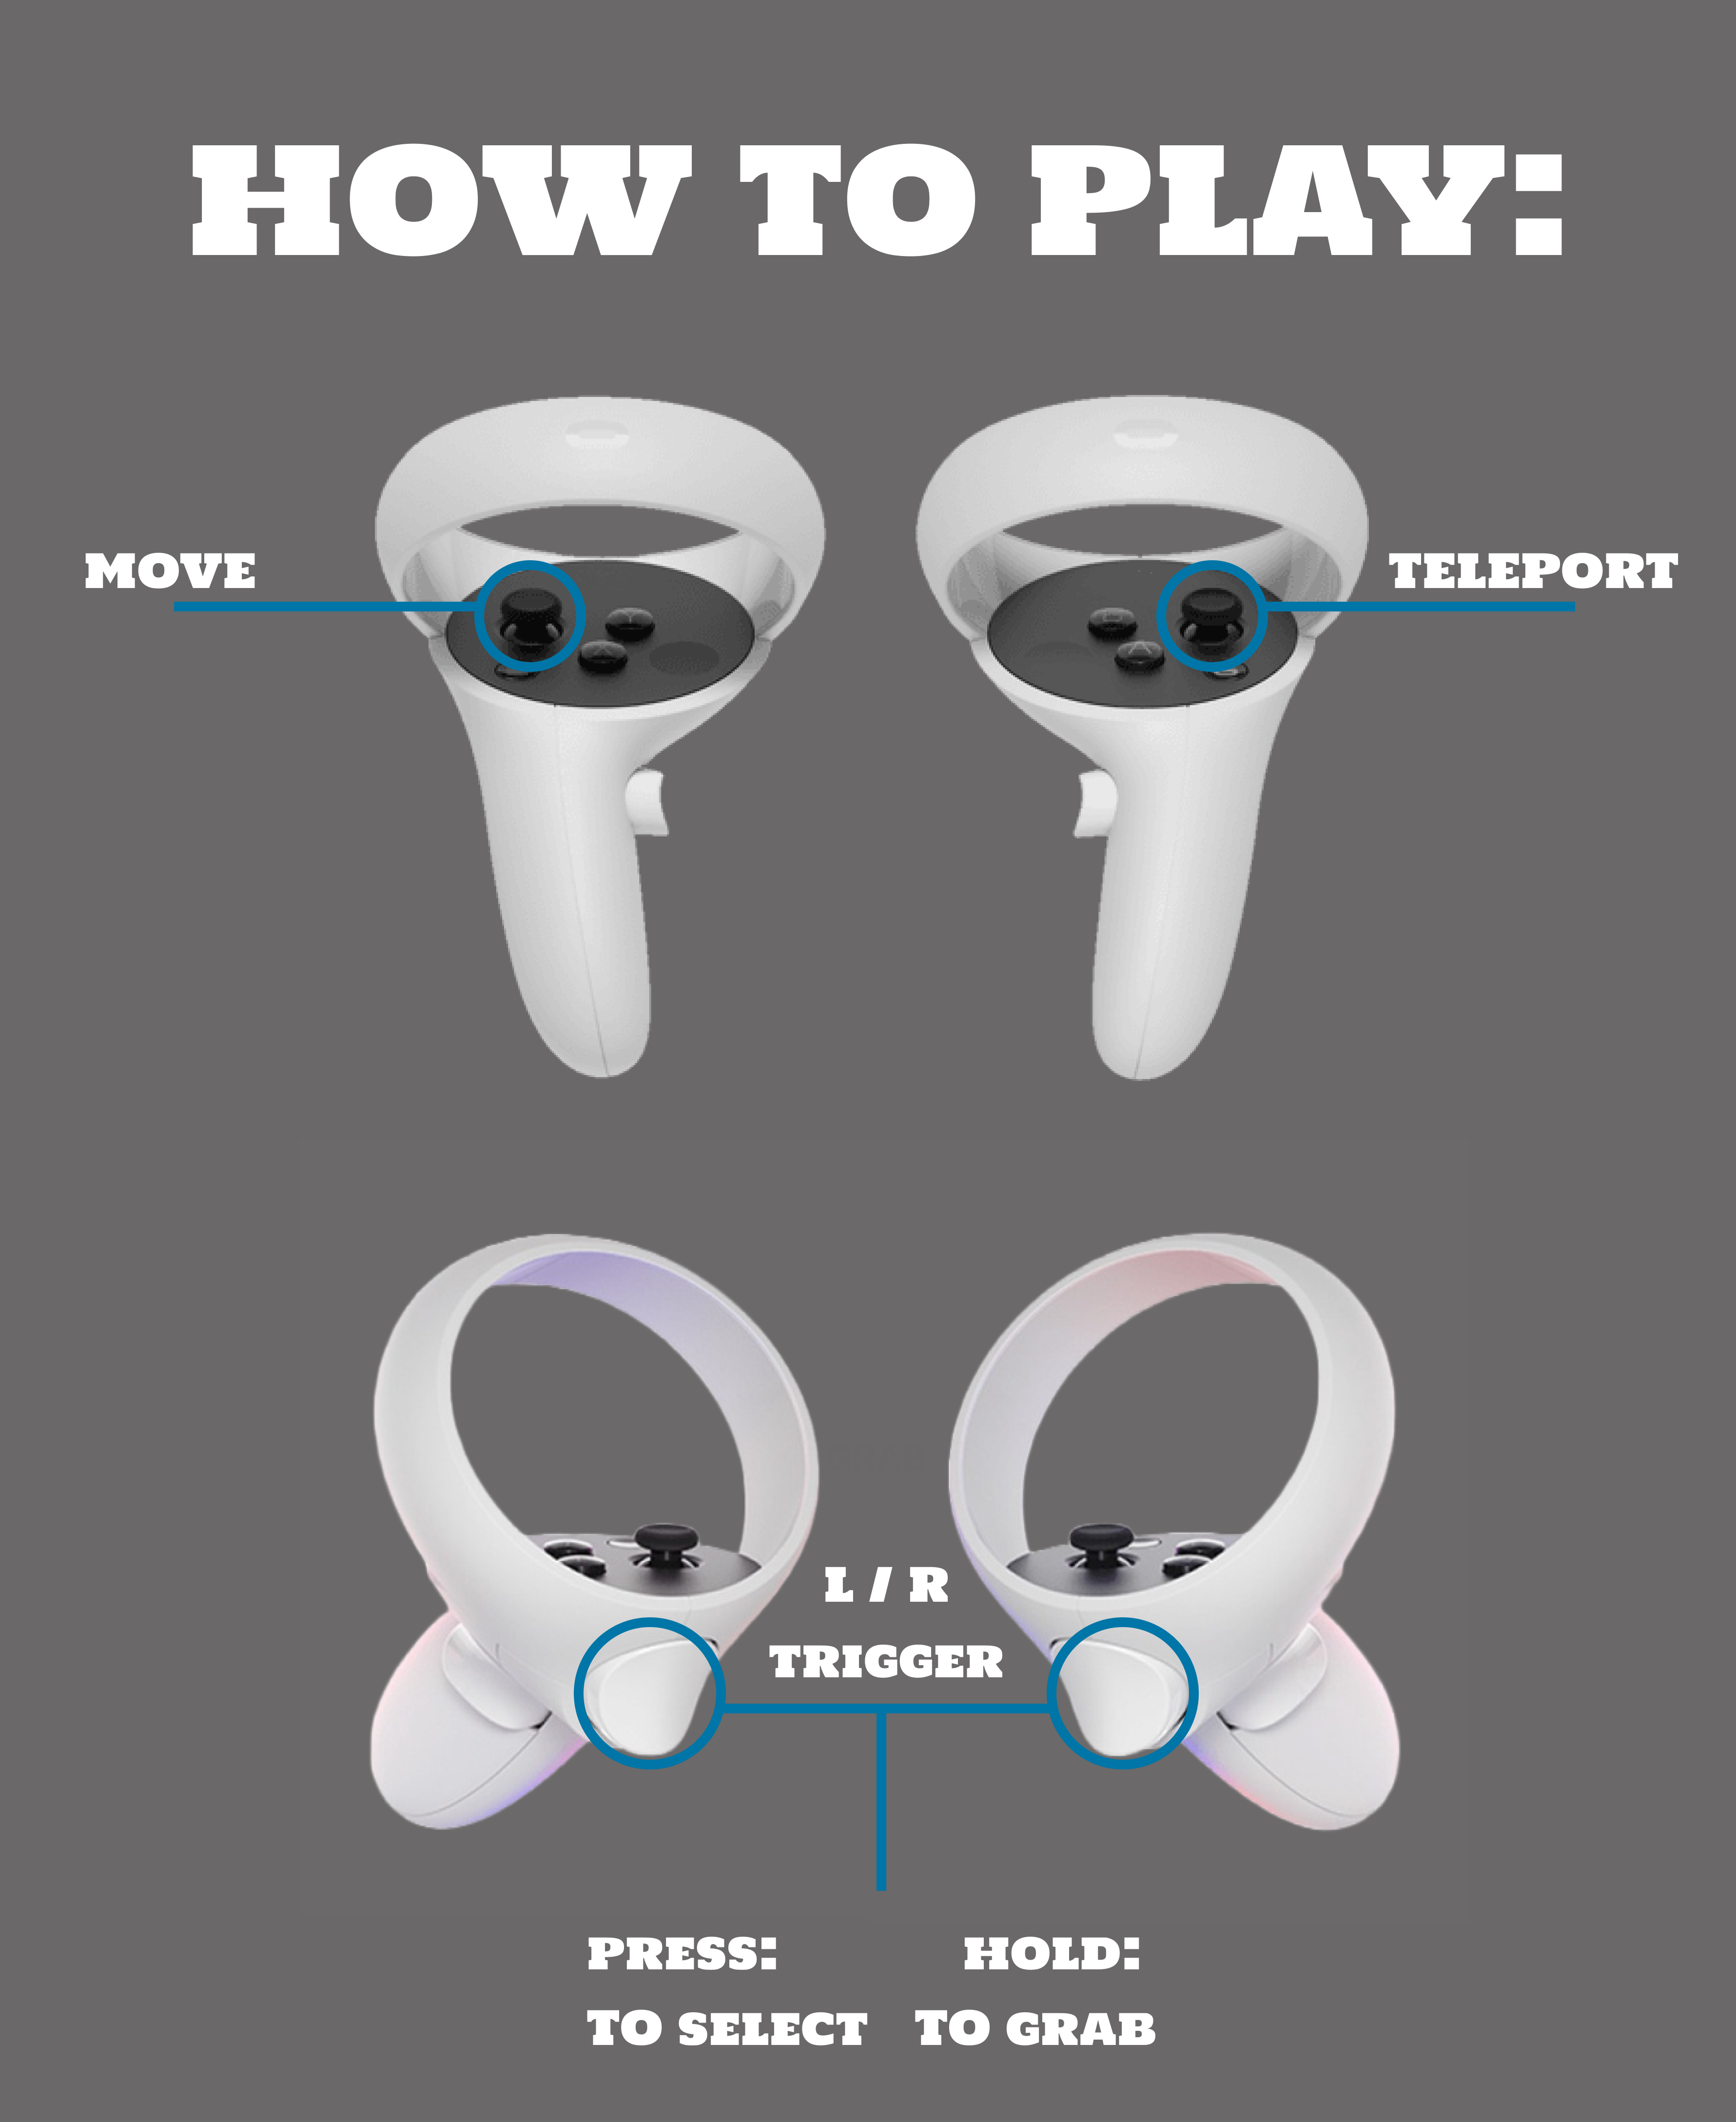 HOW TO PLAY:
MOVE
TELEPORT
Y
X
B
A
L / R
TRIGGER
PRESS:
TO SELECT
HOLD:
TO GRAB